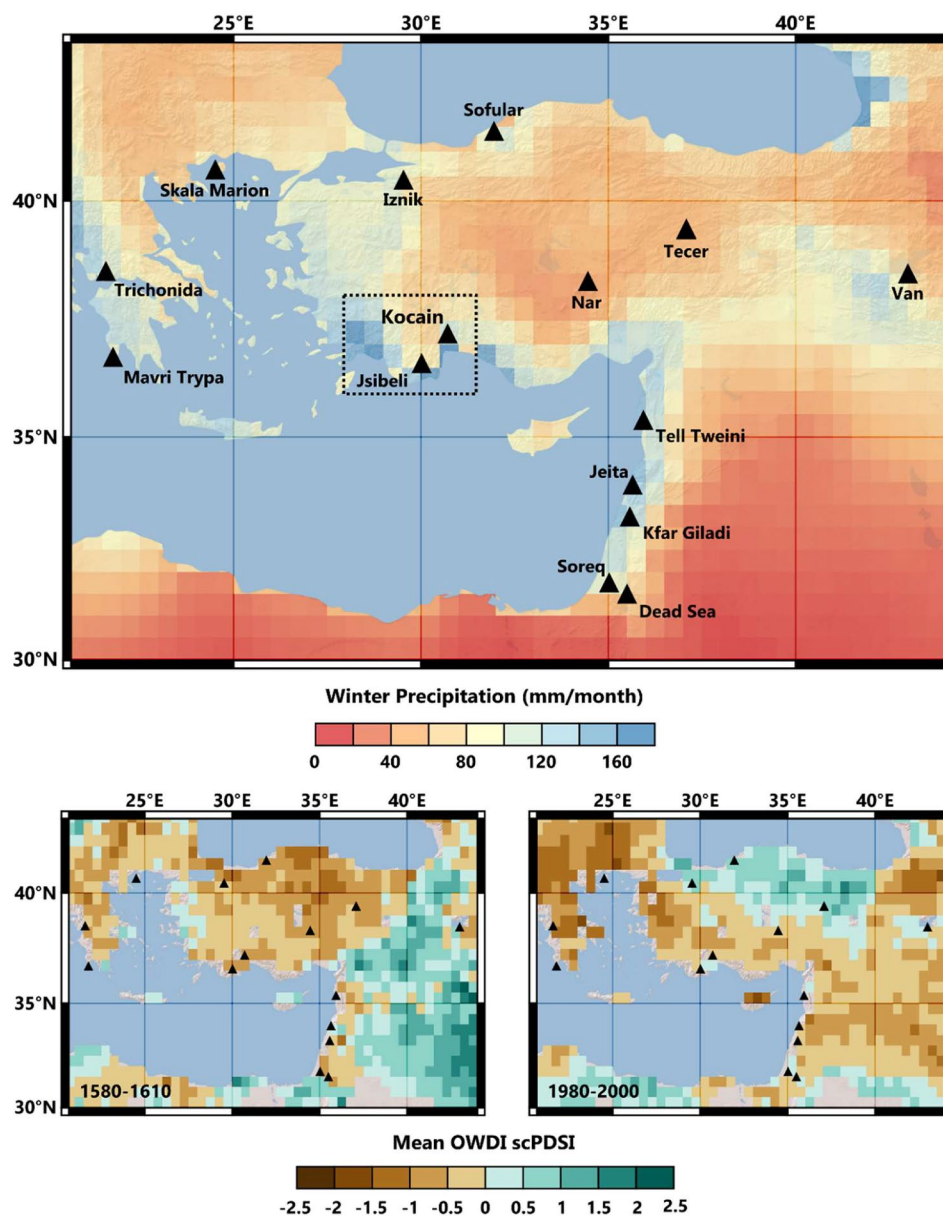 25°E 30°E 35°E 40°E
Sofular
40°N
Skala Marion
Iznik
Tecer
Trichonida
Nar
Van
Kocain
Mavri Trypa
Jsibeli
35°N
Tell Tweini
Jeita
Kfar Giladi
Soreq
Dead Sea
30°N
Winter Precipitation (mm/month)
0 40 80 120 160
25°E 30°E 35°E 40°E
40°N
35°N
30°N
1580-1610
25°E 30°E 35°E 40°E
40°N
35°N
30°N
1980-2000
Mean OWDI scPDSI
-2.5 -2 -1.5 -1 -0.5 0 0.5 1 1.5 2 2.5